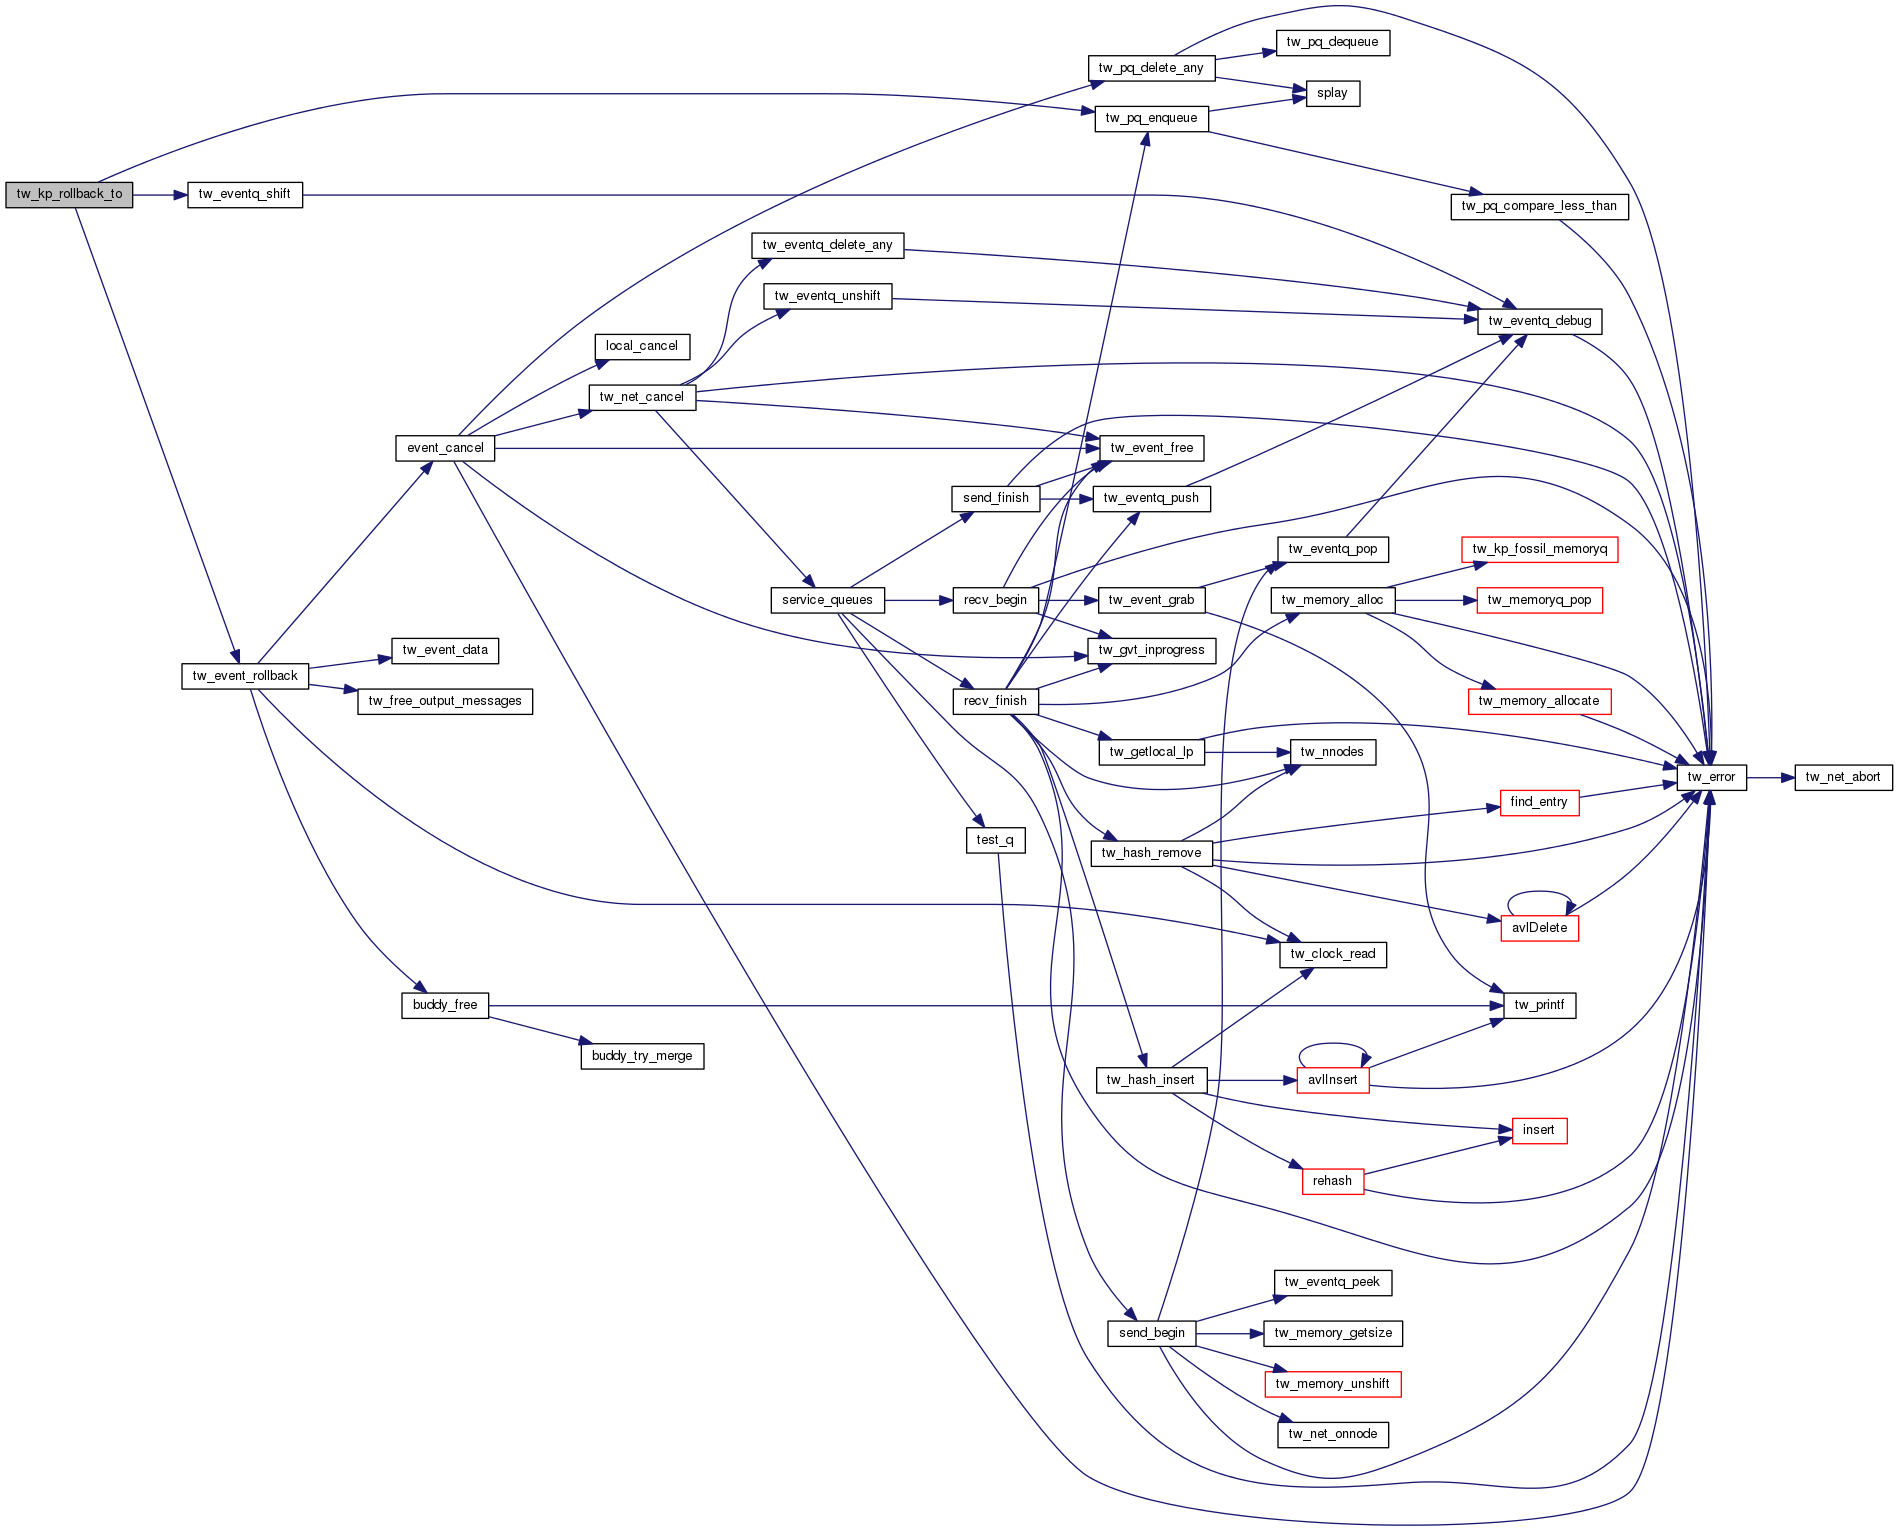 tw_kp_rollback_to
tw_eventq_shift
tw_event_rollback
event_cancel
tw_event_data
tw_free_output_messages
buddy_free
local_cancel
tw_net_cancel
buddy_try_merge
tw_eventq_delete_any
tw_eventq_unshift
service_queues
send_finish
recv_begin
recv_finish
test_q
tw_pq_delete_any
tw_pq_enqueue
tw_event_free
tw_eventq_push
tw_event_grab
tw_gvt_inprogress
tw_getlocal_lp
tw_hash_remove
tw_hash_insert
send_begin
tw_pq_dequeue
splay
tw_eventq_pop
tw_memory_alloc
tw_nnodes
tw_clock_read
avlInsert
rehash
tw_eventq_peek
tw_memory_getsize
tw_memory_unshift
tw_net_onnode
tw_pq_compare_less_than
tw_eventq_debug
tw_kp_fossil_memoryq
tw_memoryq_pop
tw_memory_allocate
find_entry
avlDelete
tw_printf
insert
tw_error
tw_net_abort